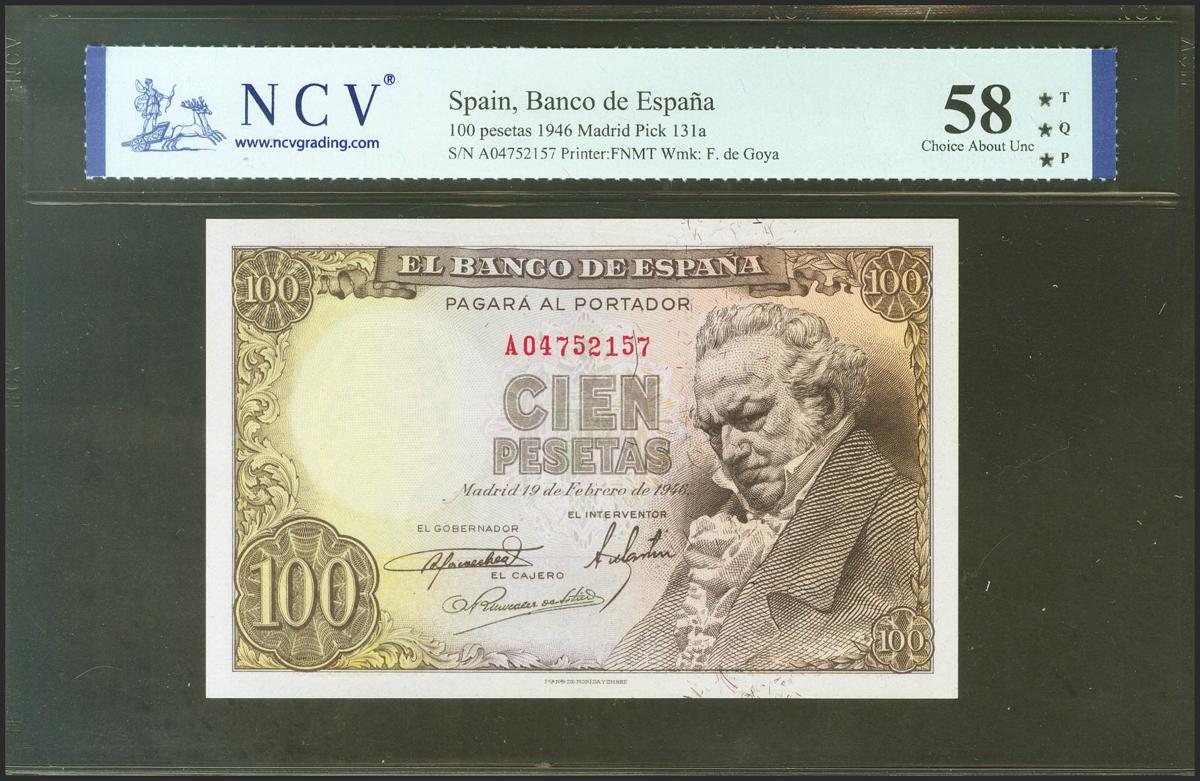 NCV®
www.ncvgrading.com
Spain, Banco de España
100 pesetas 1946 Madrid Pick 131a
S/N A04752157 Printer:FNMT Wmk: F. de Goya
58
Choice About Unc
T
Q
P
EL BANCO DE ESPAÑA
100
100
PAGARÁ AL PORTADOR
A04752157
CIEN
PESETAS
Madrid 19 de Febrero de 1946.
EL INTERVENTOR
EL GOBERNADOR
EL CAJERO
100
100